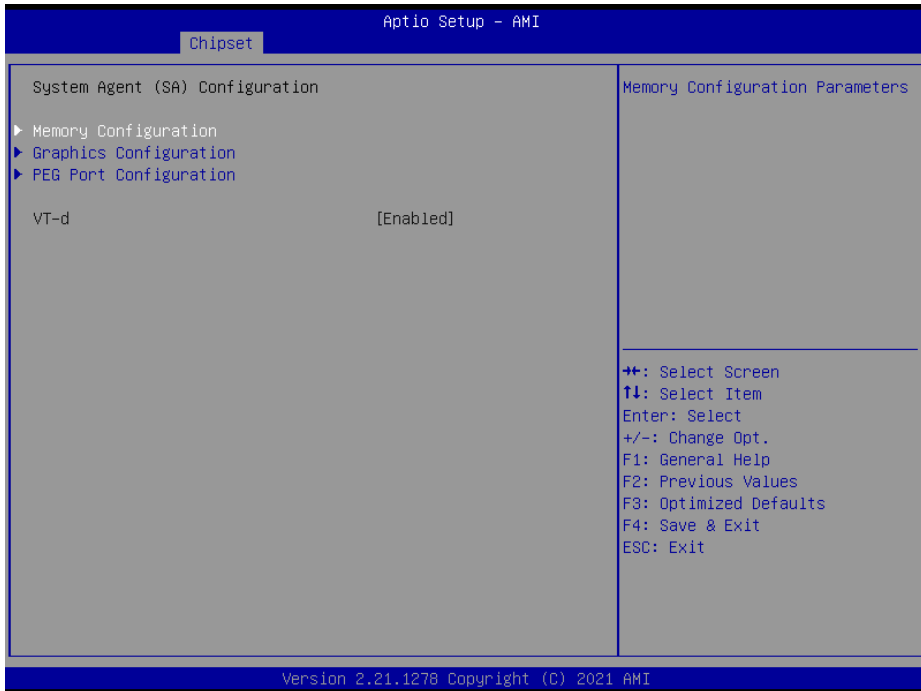 Aptio Setup – AMI
Chipset
System Agent (SA) Configuration
▶ Memory Configuration
▶ Graphics Configuration
▶ PEG Port Configuration
VT-d [Enabled]
Memory Configuration Parameters
→←: Select Screen
↑↓: Select Item
Enter: Select
+/-: Change Opt.
F1: General Help
F2: Previous Values
F3: Optimized Defaults
F4: Save & Exit
ESC: Exit
Version 2.21.1278 Copyright (C) 2021 AMI